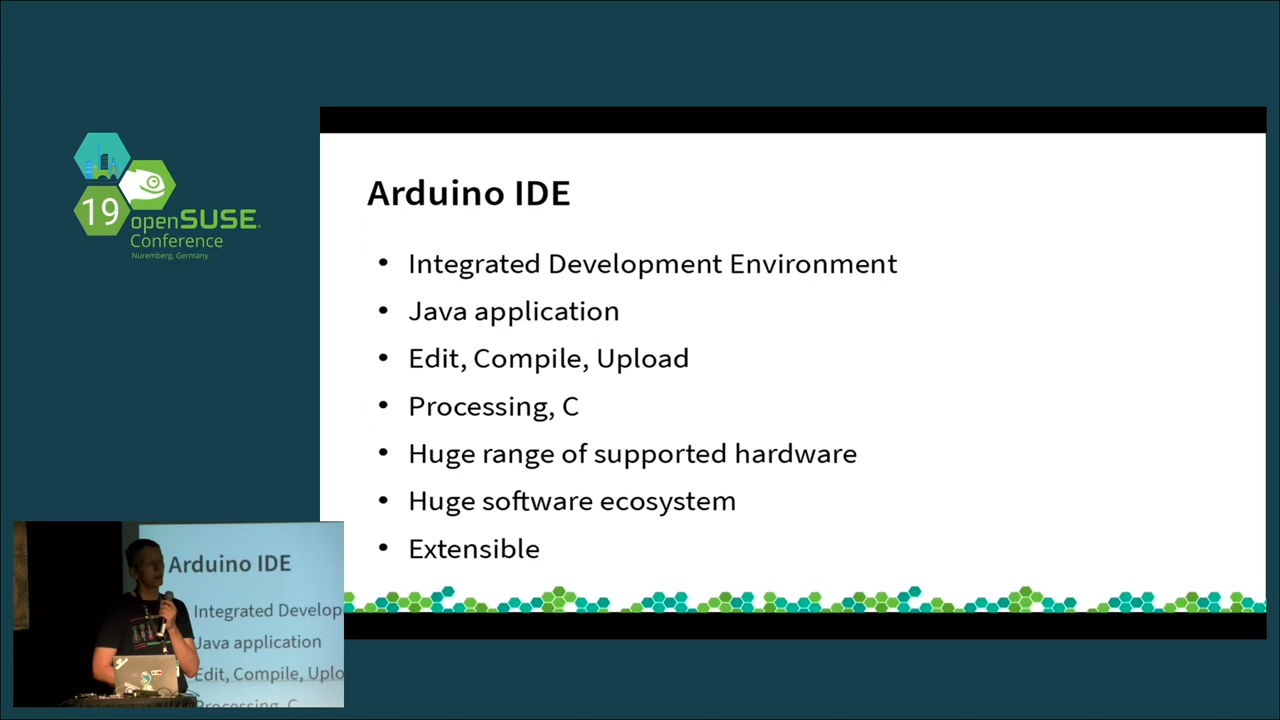 19
openSUSE
Conference
Nuremberg, Germany
Arduino IDE
• Integrated Development Environment
• Java application
• Edit, Compile, Upload
• Processing, C
• Huge range of supported hardware
• Huge software ecosystem
• Extensible
Arduino IDE
Integrated Develop
Java application
Edit, Compile, Uplo
Processing, C